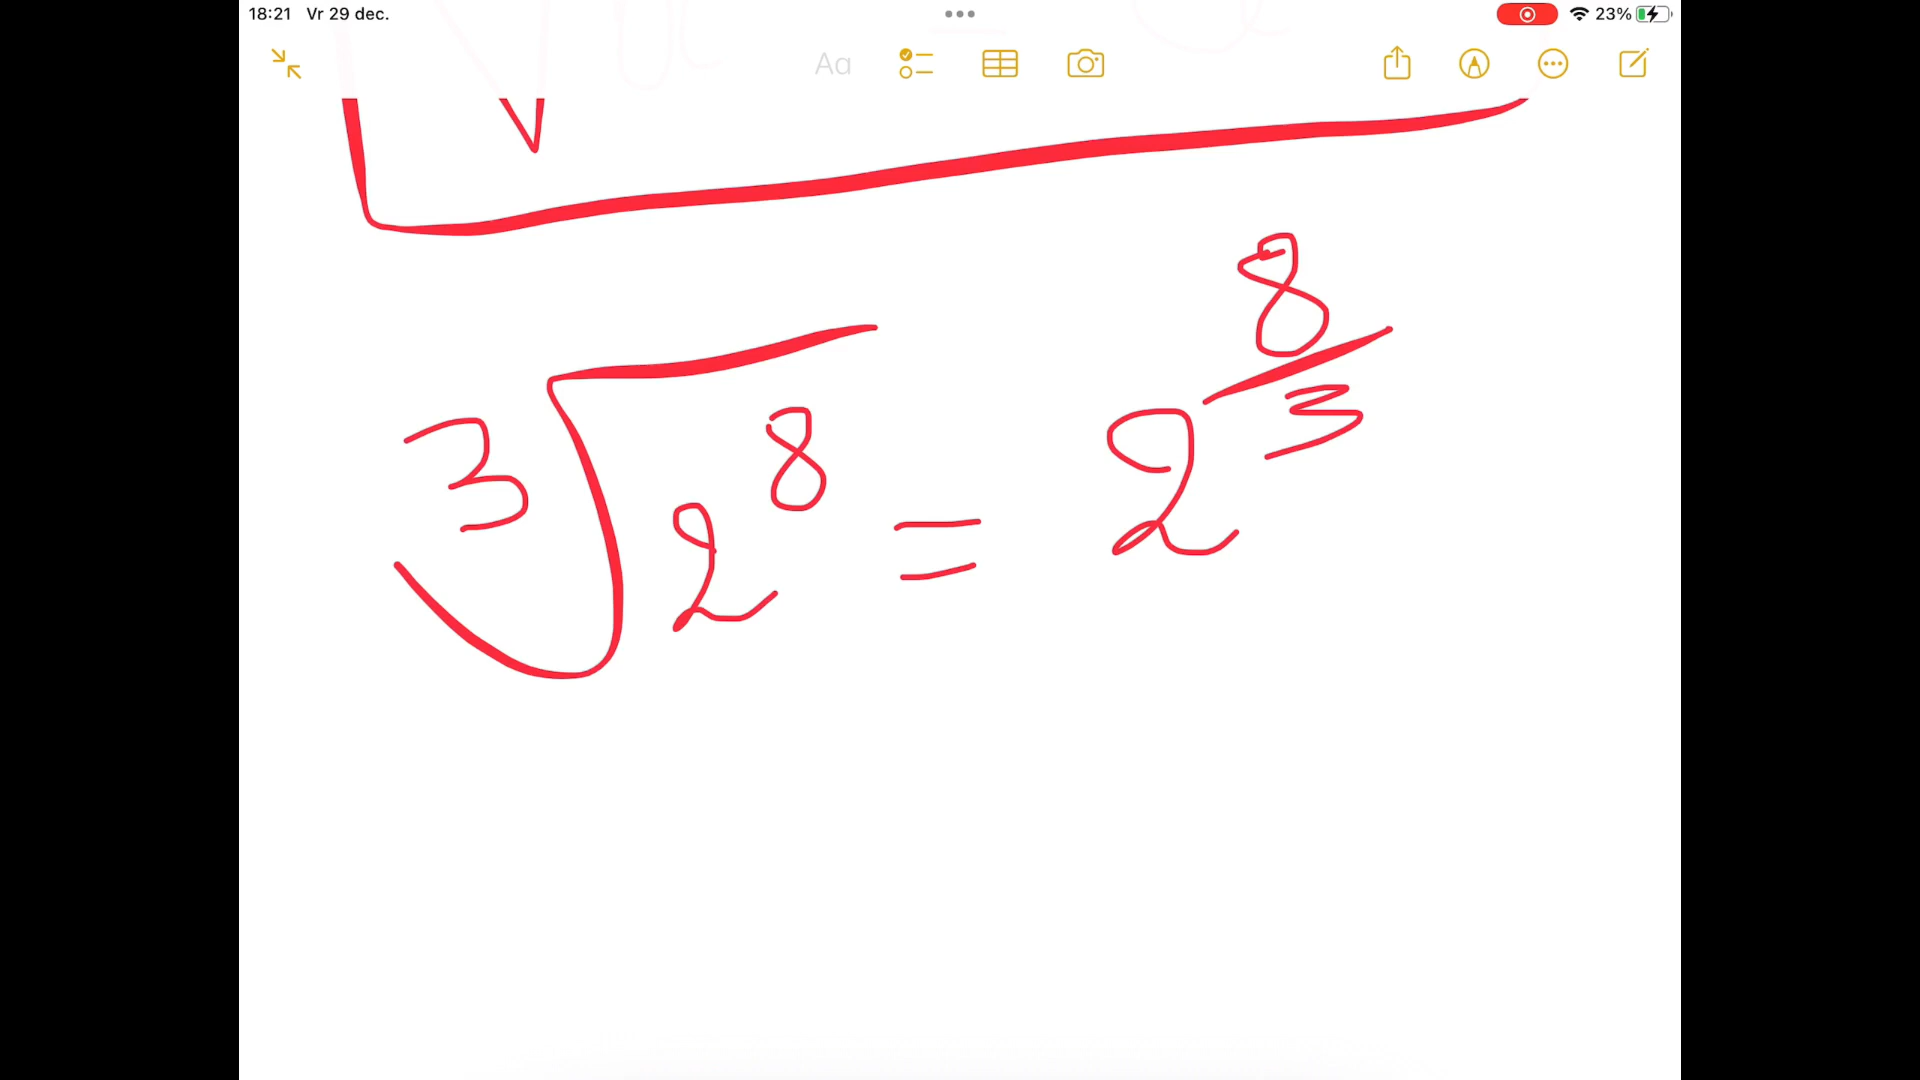 18:21 Vr 29 dec. 23%
Aa
∛2⁸ = 2^(8/3)